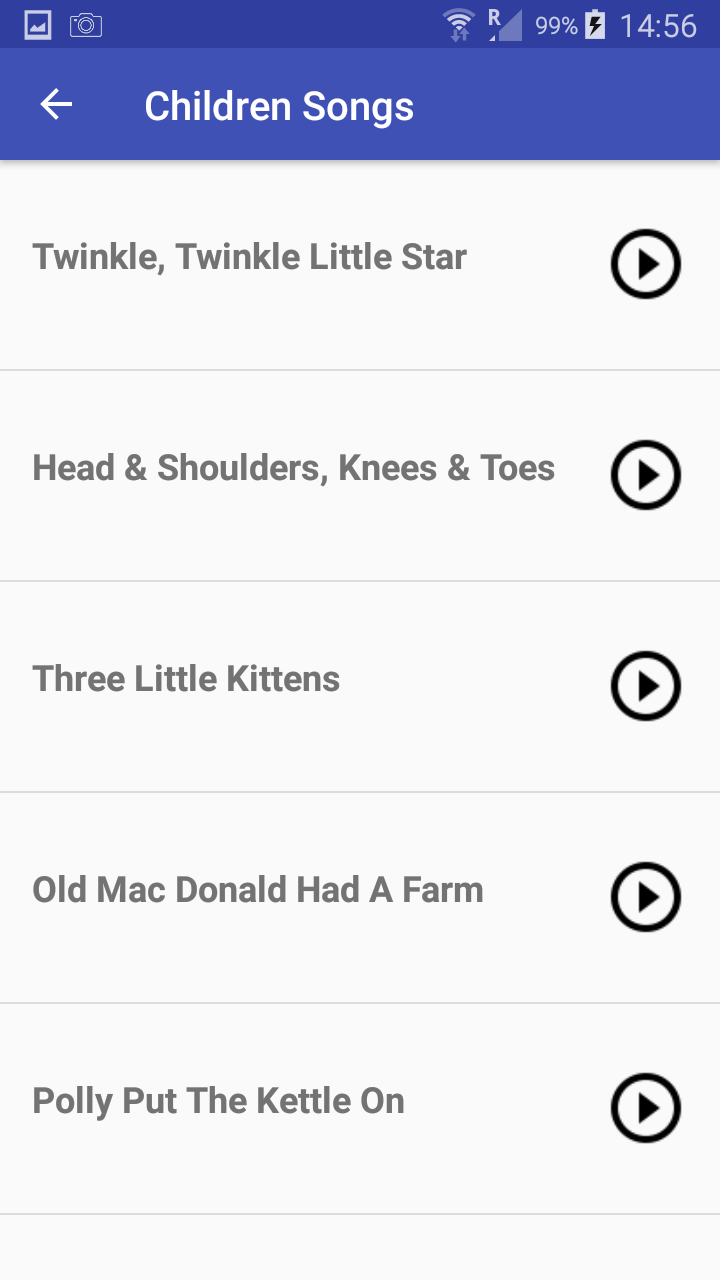 R 99% 14:56
Children Songs
Twinkle, Twinkle Little Star
Head & Shoulders, Knees & Toes
Three Little Kittens
Old Mac Donald Had A Farm
Polly Put The Kettle On